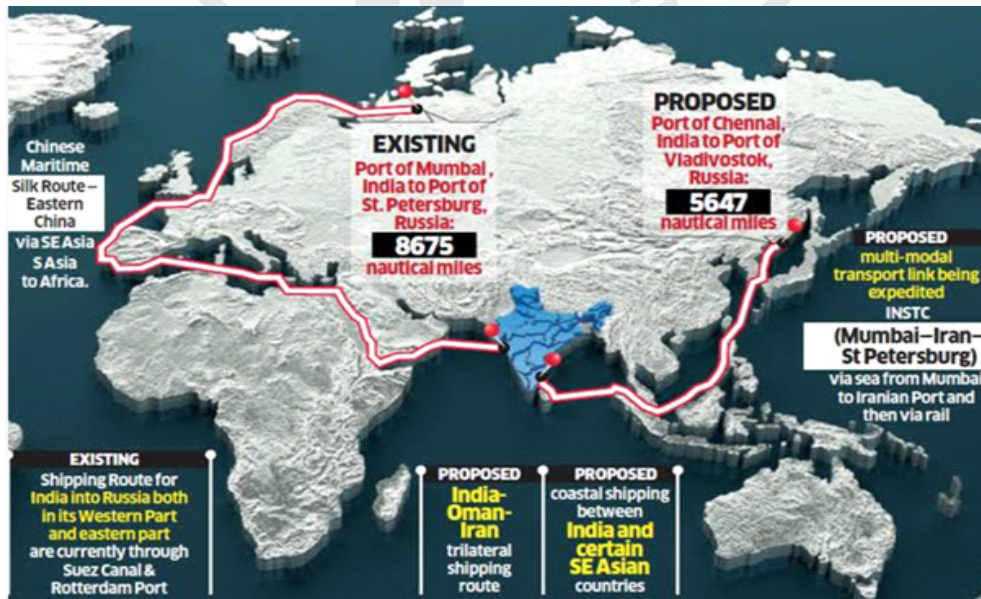 Chinese
Maritime
Silk Route –
Eastern
China
via SE Asia
S Asia
to Africa.
EXISTING
Port of Mumbai ,
India to Port of
St. Petersburg,
Russia:
8675
nautical miles
PROPOSED
Port of Chennai,
India to Port of
Vladivostok,
Russia:
5647
nautical miles
PROPOSED
multi-modal
transport link being
expedited
INSTC
(Mumbai–Iran–
St Petersburg)
via sea from Mumbai
to Iranian Port and
then via rail
EXISTING
Shipping Route for
India into Russia both
in its Western Part
and eastern part
are currently through
Suez Canal &
Rotterdam Port
PROPOSED
India-
Oman-
Iran
trilateral
shipping
route
PROPOSED
coastal shipping
between
India and
certain
SE Asian
countries